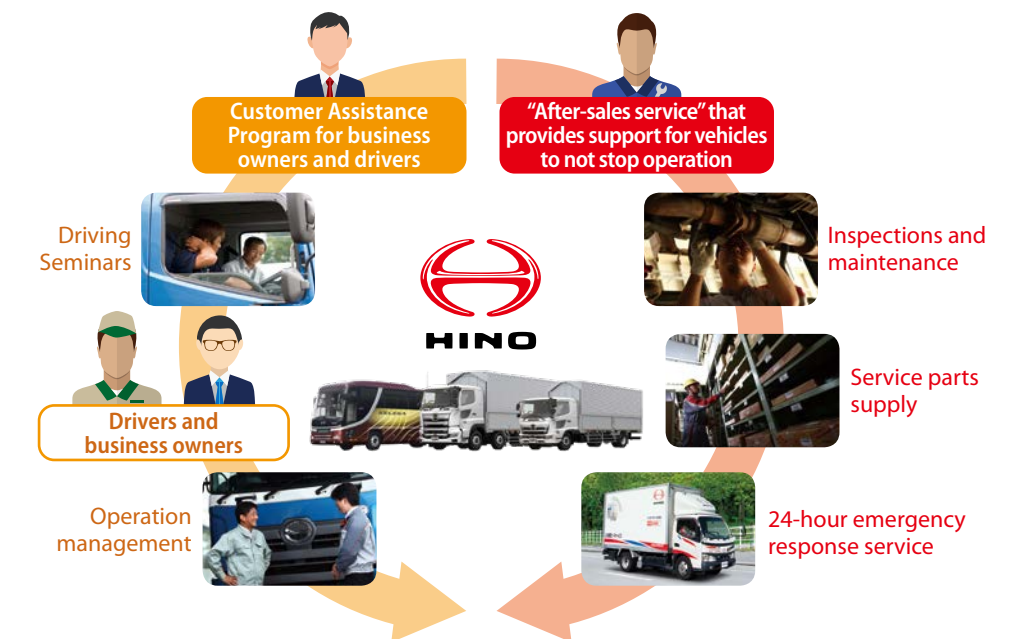 Customer Assistance
Program for business
owners and drivers
“After-sales service” that
provides support for vehicles
to not stop operation
Driving
Seminars
Inspections and
maintenance
HINO
Service parts
supply
Drivers and
business owners
Operation
management
24-hour emergency
response service